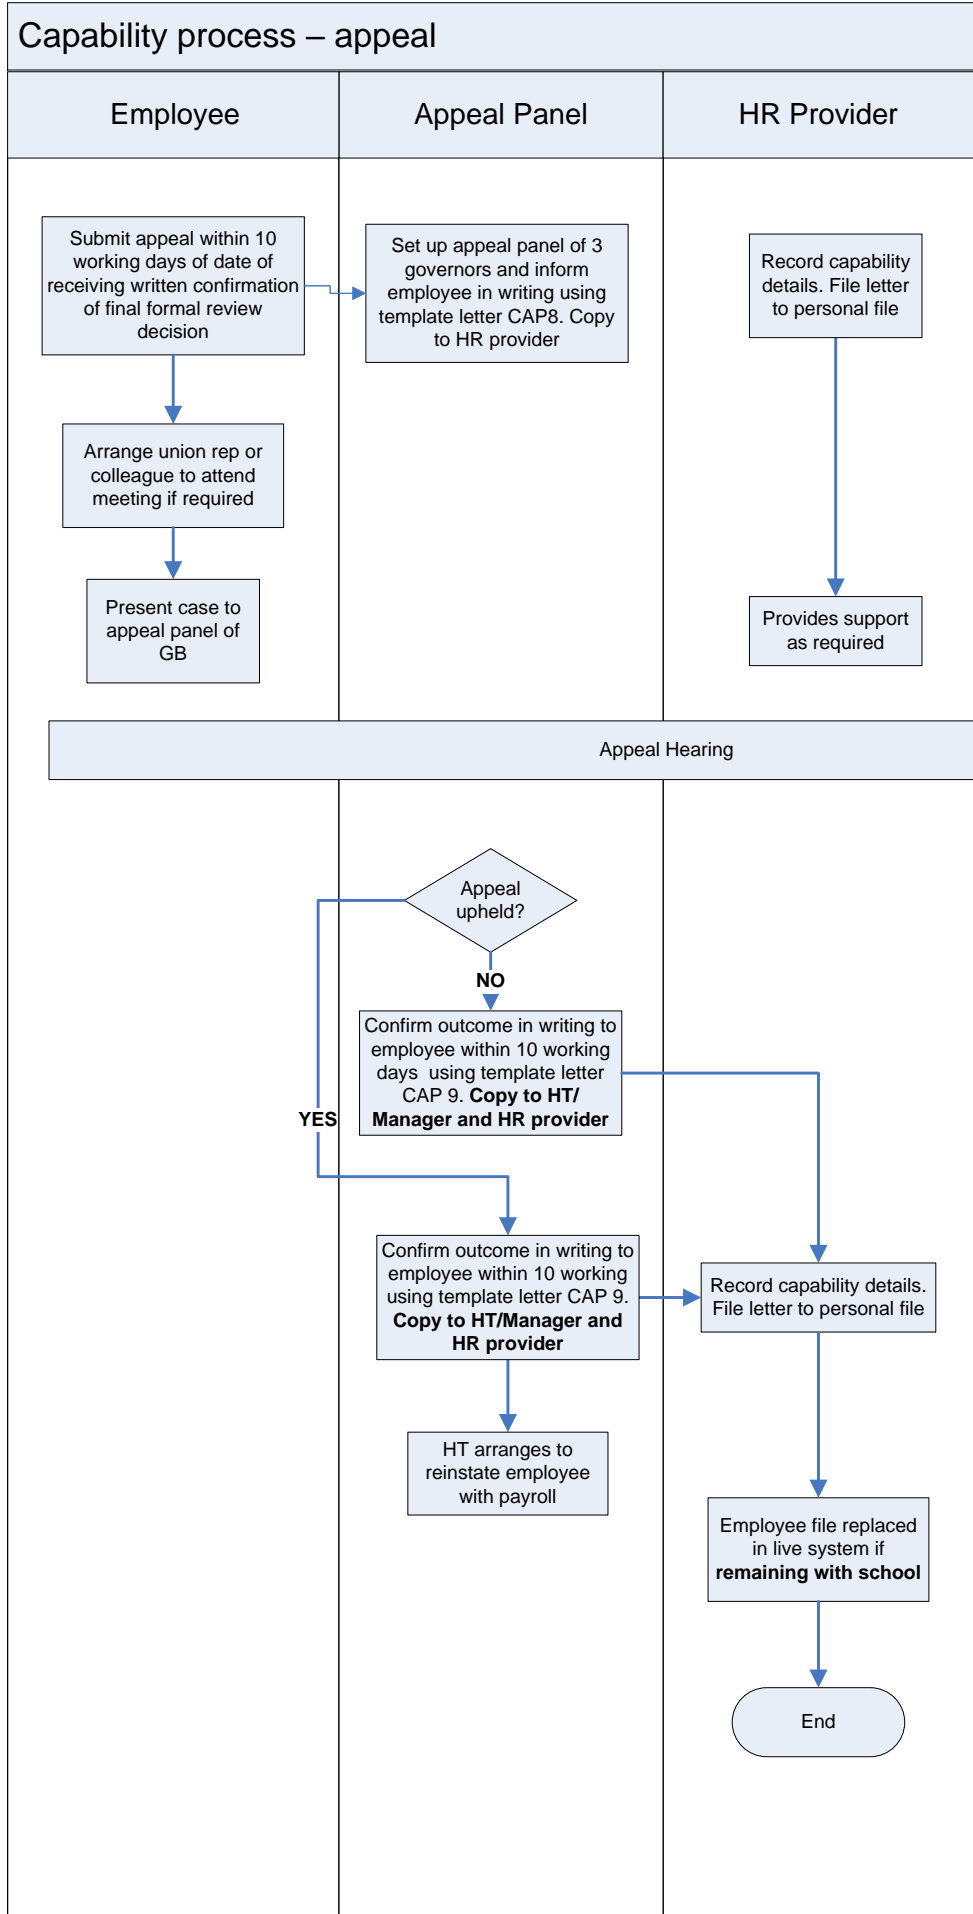 Capability process – appeal
Employee
Appeal Panel
HR Provider
Submit appeal within 10
working days of date of
receiving written confirmation
of final formal review
decision
Set up appeal panel of 3
governors and inform
employee in writing using
template letter CAP8. Copy
to HR provider
Record capability
details. File letter
to personal file
Arrange union rep or
colleague to attend
meeting if required
Present case to
appeal panel of
GB
Provides support
as required
Appeal Hearing
Appeal
upheld?
NO
Confirm outcome in writing to
employee within 10 working
days  using template letter
CAP 9. Copy to HT/
Manager and HR provider
YES
Confirm outcome in writing to
employee within 10 working
using template letter CAP 9.
Copy to HT/Manager and
HR provider
Record capability details.
File letter to personal file
HT arranges to
reinstate employee
with payroll
Employee file replaced
in live system if
remaining with school
End